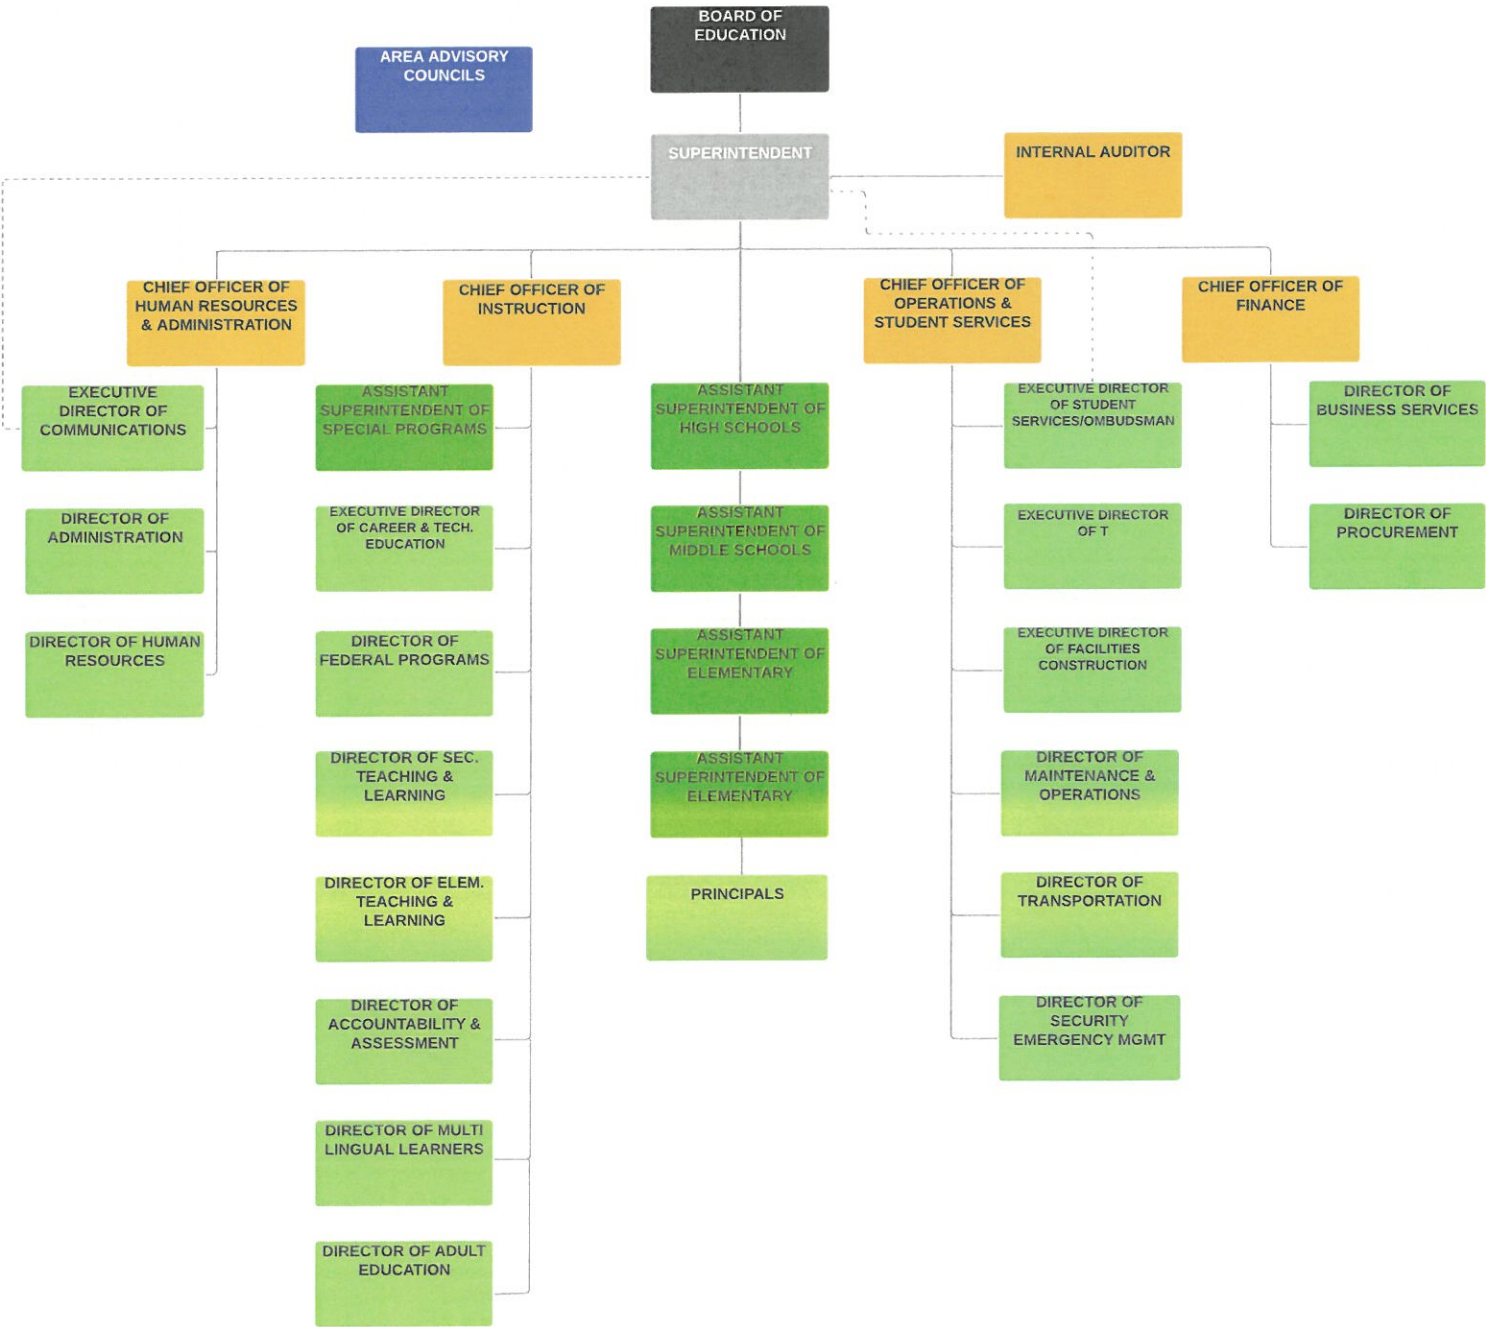 BOARD OF
EDUCATION
AREA ADVISORY
COUNCILS
SUPERINTENDENT
INTERNAL AUDITOR
CHIEF OFFICER OF
HUMAN RESOURCES
& ADMINISTRATION
CHIEF OFFICER OF
INSTRUCTION
CHIEF OFFICER OF
OPERATIONS &
STUDENT SERVICES
CHIEF OFFICER OF
FINANCE
EXECUTIVE
DIRECTOR OF
COMMUNICATIONS
DIRECTOR OF
ADMINISTRATION
DIRECTOR OF HUMAN
RESOURCES
ASSISTANT
SUPERINTENDENT OF
SPECIAL PROGRAMS
EXECUTIVE DIRECTOR
OF CAREER & TECH.
EDUCATION
DIRECTOR OF
FEDERAL PROGRAMS
DIRECTOR OF SEC.
TEACHING &
LEARNING
DIRECTOR OF ELEM.
TEACHING &
LEARNING
DIRECTOR OF
ACCOUNTABILITY &
ASSESSMENT
DIRECTOR OF MULTI
LINGUAL LEARNERS
DIRECTOR OF ADULT
EDUCATION
ASSISTANT
SUPERINTENDENT OF
HIGH SCHOOLS
ASSISTANT
SUPERINTENDENT OF
MIDDLE SCHOOLS
ASSISTANT
SUPERINTENDENT OF
ELEMENTARY
ASSISTANT
SUPERINTENDENT OF
ELEMENTARY
PRINCIPALS
EXECUTIVE DIRECTOR
OF STUDENT
SERVICES/OMBUDSMAN
EXECUTIVE DIRECTOR
OF T
EXECUTIVE DIRECTOR
OF FACILITIES
CONSTRUCTION
DIRECTOR OF
MAINTENANCE &
OPERATIONS
DIRECTOR OF
TRANSPORTATION
DIRECTOR OF
SECURITY
EMERGENCY MGMT
DIRECTOR OF
BUSINESS SERVICES
DIRECTOR OF
PROCUREMENT